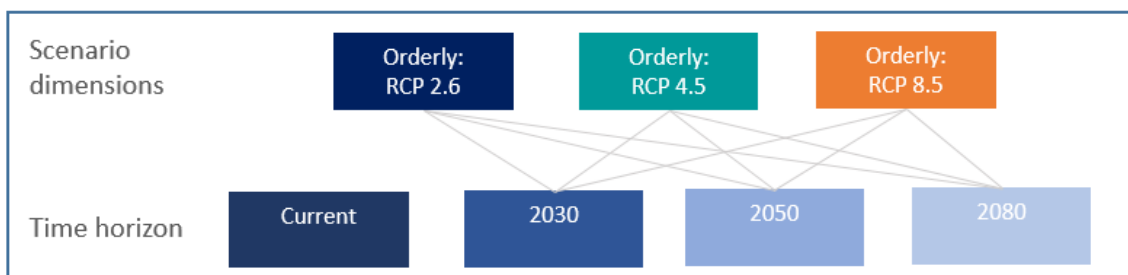 Scenario
dimensions
Orderly:
RCP 2.6
Orderly:
RCP 4.5
Orderly:
RCP 8.5
Time horizon
Current
2030
2050
2080